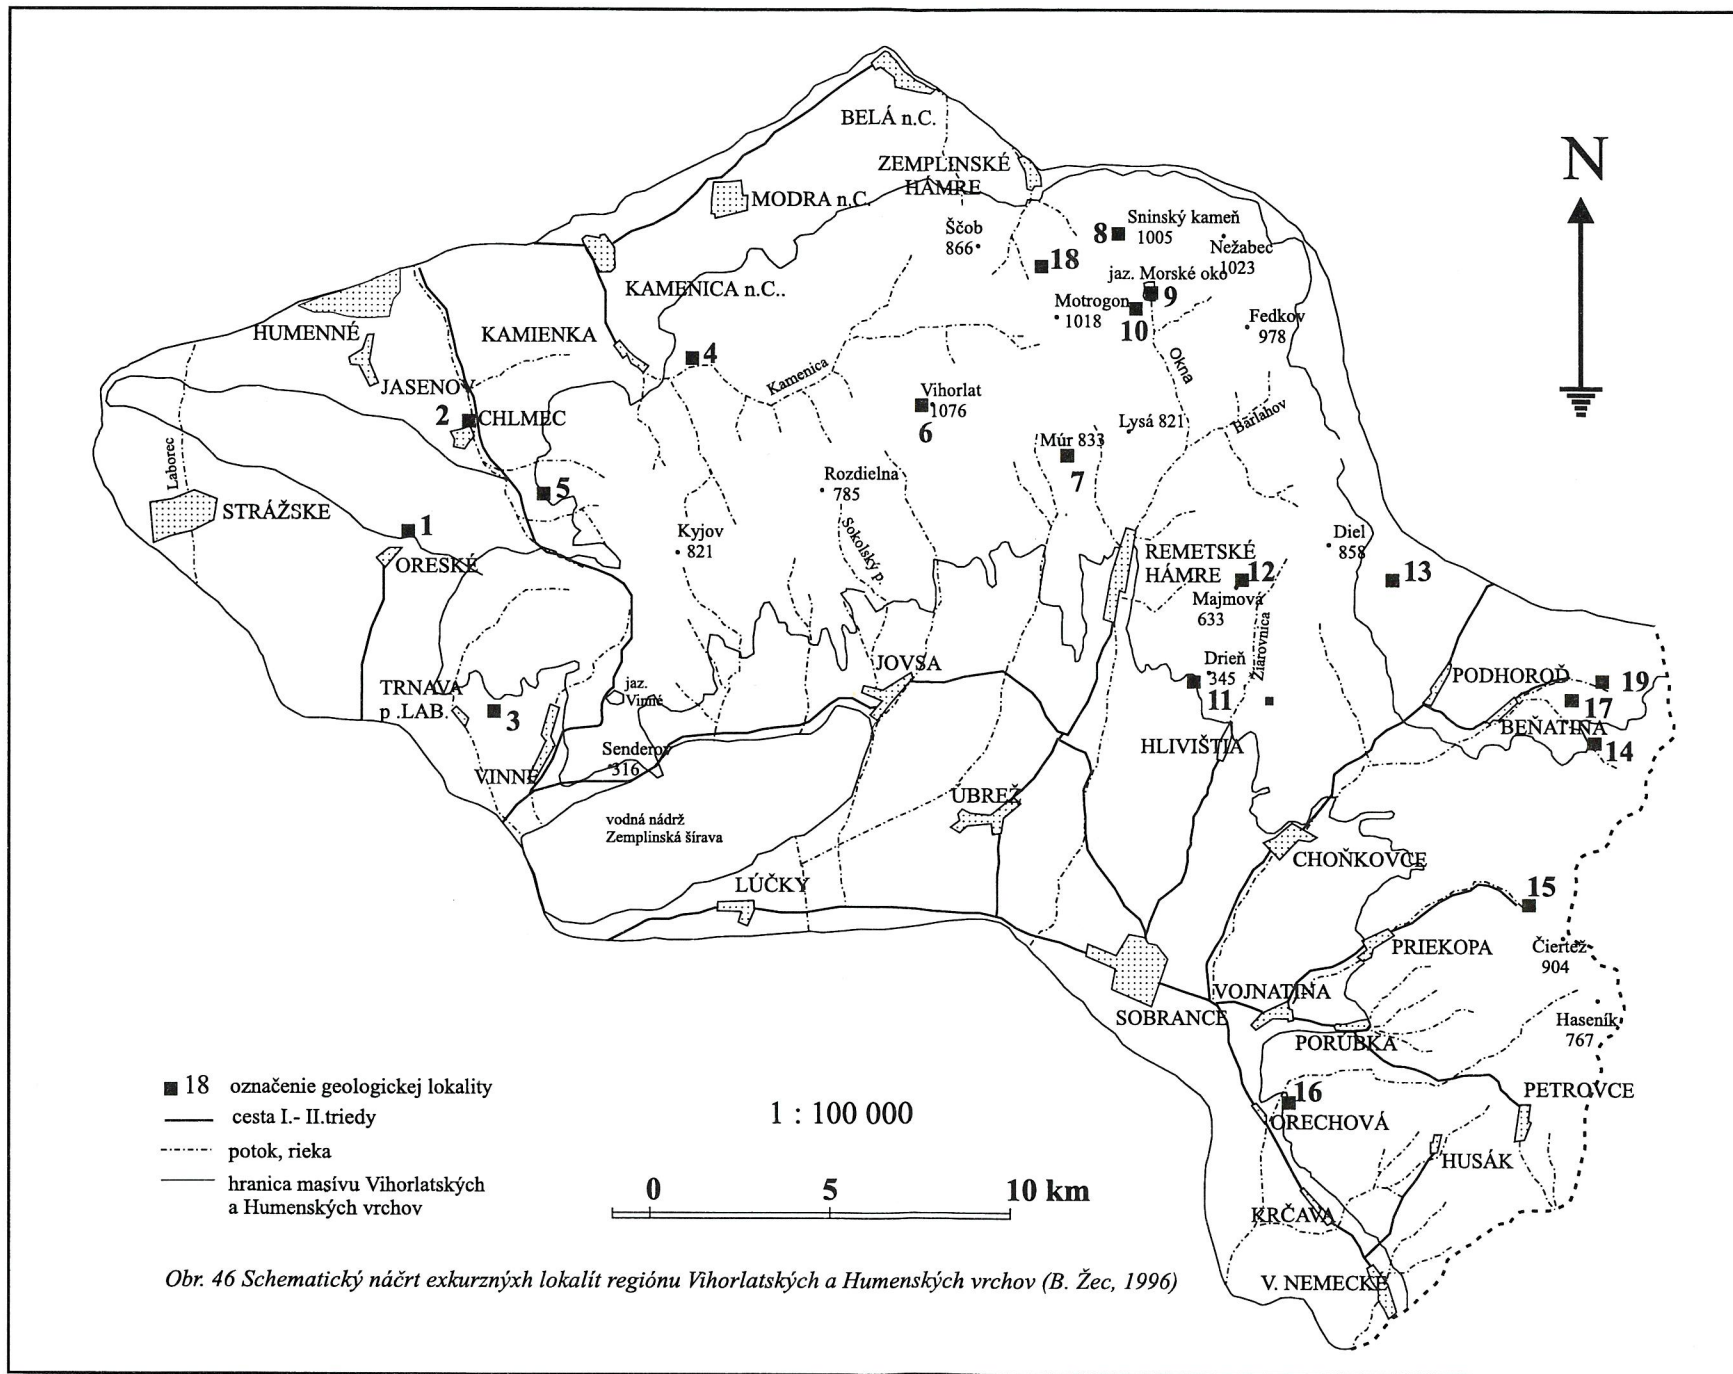 BELÁ n.C.
N
ZEMPLINSKÉ
HÁMRE
MODRA n.C.
Ščob
866
8
Sninský kameň
1005
Nežabec
1023
18
jaz. Morské oko
9
KAMENICA n.C..
Motrogon
1018
10
Fedkov
978
HUMENNÉ
KAMIENKA
4
Okna
Kamenica
JASENOV
Vihorlat
1076
6
2
CHLMEC
Lysá 821
Barlahov
Múr 833
7
Laborec
5
Rozdielna
785
STRÁŽSKE
1
Sokolský p.
Kyjov
821
Diel
858
ORESKÉ
REMETSKÉ
HÁMRE
12
13
Majmová
633
Žiarovnica
JOVSA
Drieň
345
11
PODHOROĎ
19
17
TRNAVA
p .LAB.
jaz.
Vinné
3
BEŇATINA
14
HLIVIŠTIA
Senderov
316
VINNÉ
UBREŽ
vodná nádrž
Zemplinská šírava
CHOŇKOVCE
LÚČKY
15
PRIEKOPA
Čiertež
904
VOJNATINA
SOBRANCE
Haseník
767
PORÚBKA
18 označenie geologickej lokality
cesta I.- II.triedy
potok, rieka
hranica masívu Vihorlatských
a Humenských vrchov
1 : 100 000
0 5 10 km
16
ORECHOVÁ
PETROVCE
HUSÁK
KRČAVA
V. NEMECKÉ
Obr. 46 Schematický náčrt exkurznýxh lokalít regiónu Vihorlatských a Humenských vrchov (B. Žec, 1996)